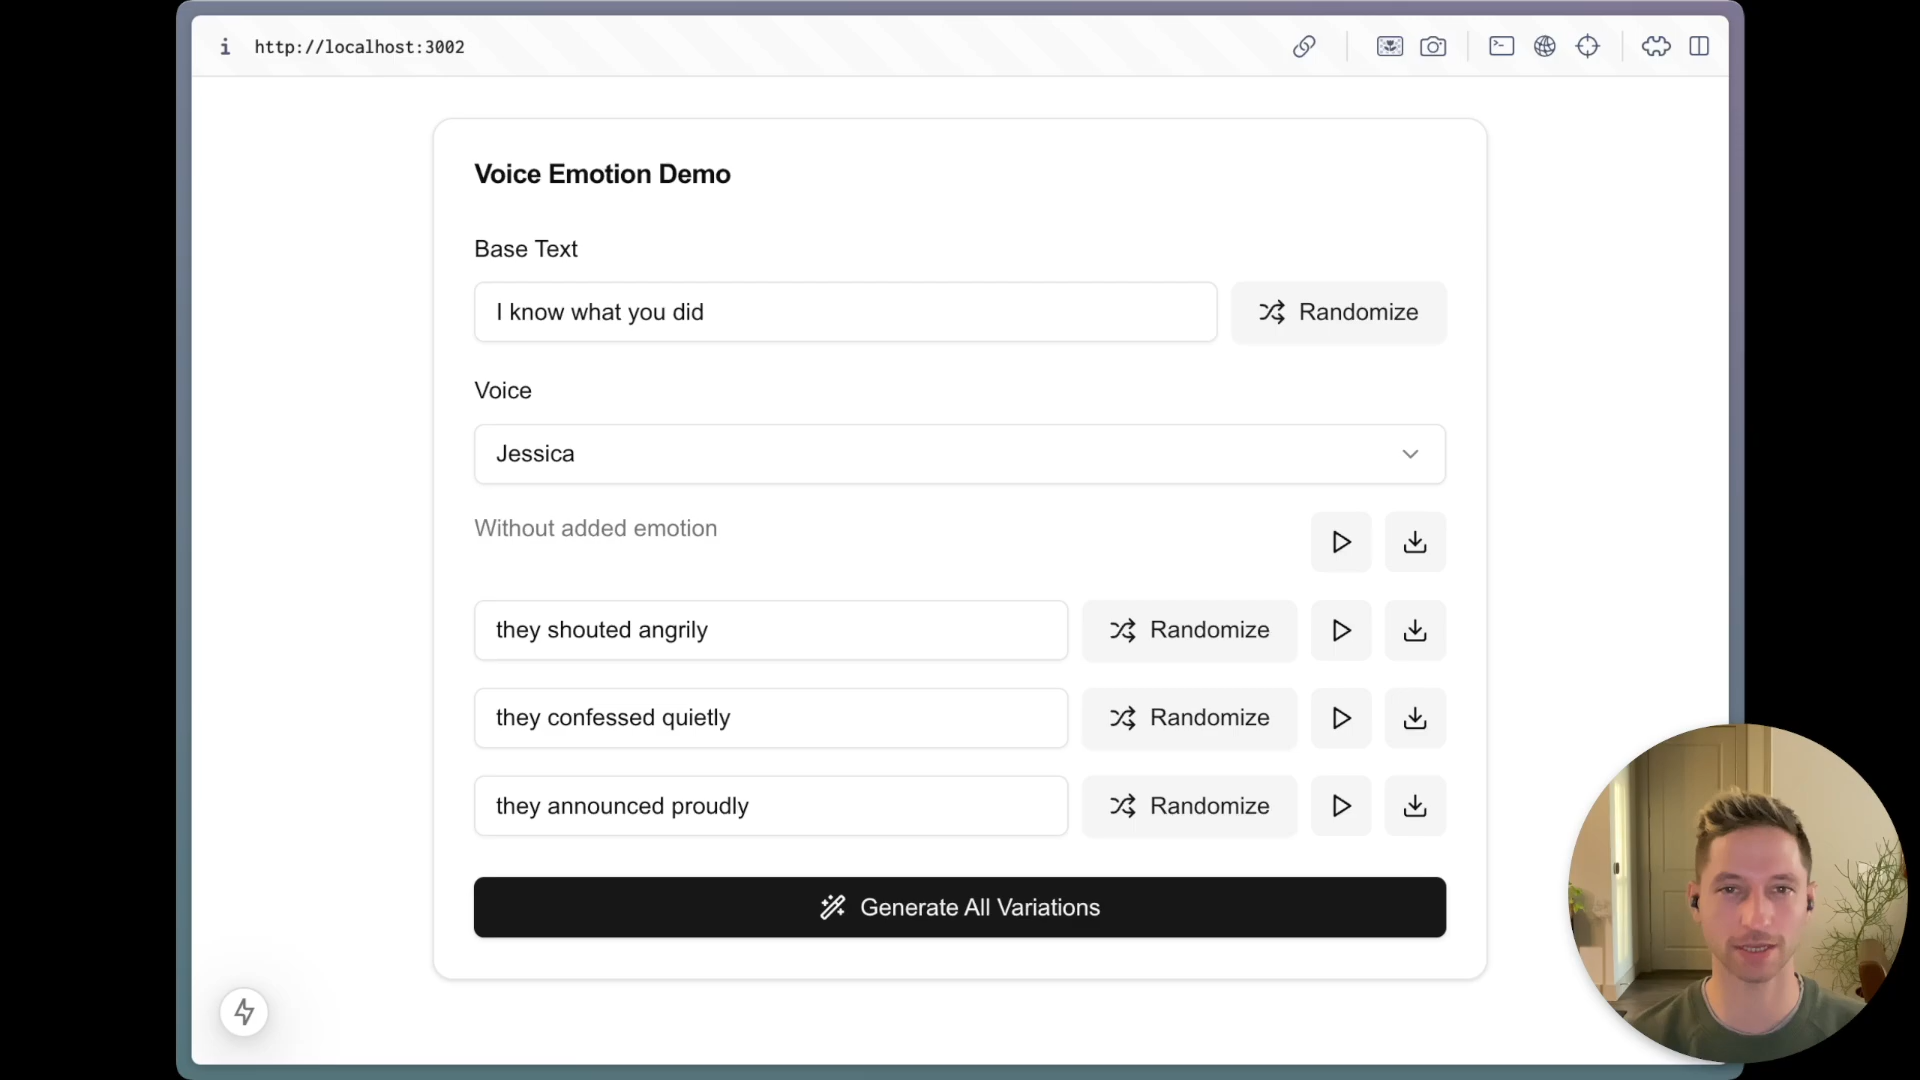 i http://localhost:3002
Voice Emotion Demo
Base Text
I know what you did Randomize
Voice
Jessica
Without added emotion
they shouted angrily Randomize
they confessed quietly Randomize
they announced proudly Randomize
Generate All Variations